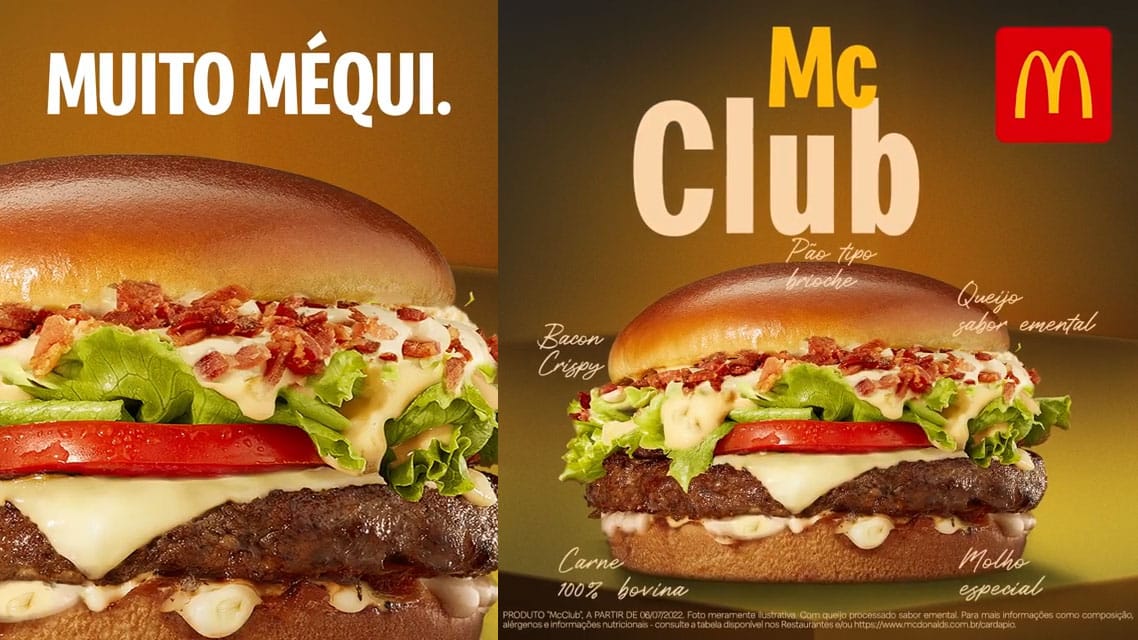 MUITO MÉQUI.
Mc
Club
Pão tipo
brioche
Queijo
sabor emental
Bacon
Crispy
Carne
100% bovina
Molho
especial
PRODUTO "McClub", A PARTIR DE 06/07/2022. Foto meramente ilustrativa. Com queijo processado sabor emental. Para mais informações como composição,
alérgenos e informações nutricionais - consulte a tabela disponível nos Restaurantes e/ou https://www.mcdonalds.com.br/cardapio.